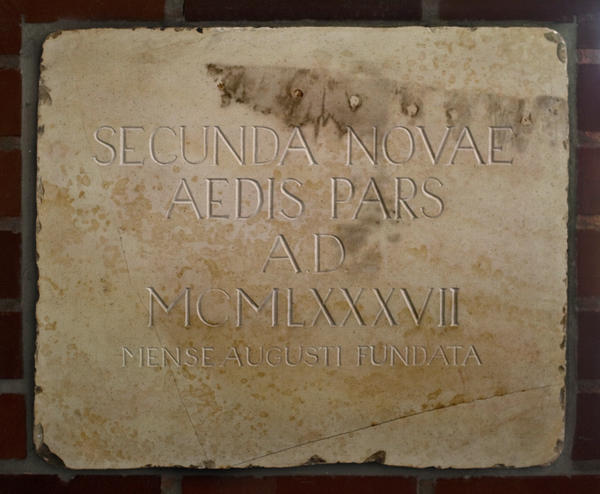 SECUNDA NOVAE
AEDIS PARS
A.D.
MCMLXXXVII
MENSE AUGUSTI FUNDATA